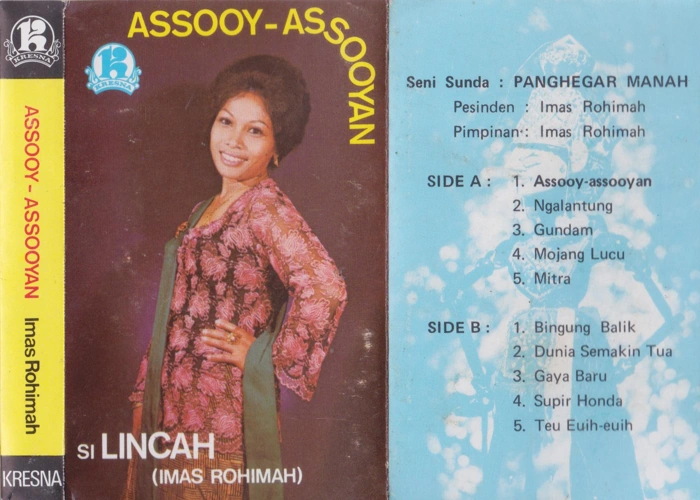 KRESNA
ASSOOY - ASSOOYAN Imas Rohimah
KRESNA
ASSOOY-ASSOOYAN
KRESNA
SI LINCAH
(IMAS ROHIMAH)
Seni Sunda : PANGHEGAR MANAH
Pesinden : Imas Rohimah
Pimpinan : Imas Rohimah
SIDE A : 1. Assooy-assooyan
2. Ngalantung
3. Gundam
4. Mojang Lucu
5. Mitra
SIDE B : 1. Bingung Balik
2. Dunia Semakin Tua
3. Gaya Baru
4. Supir Honda
5. Teu Euih-euih